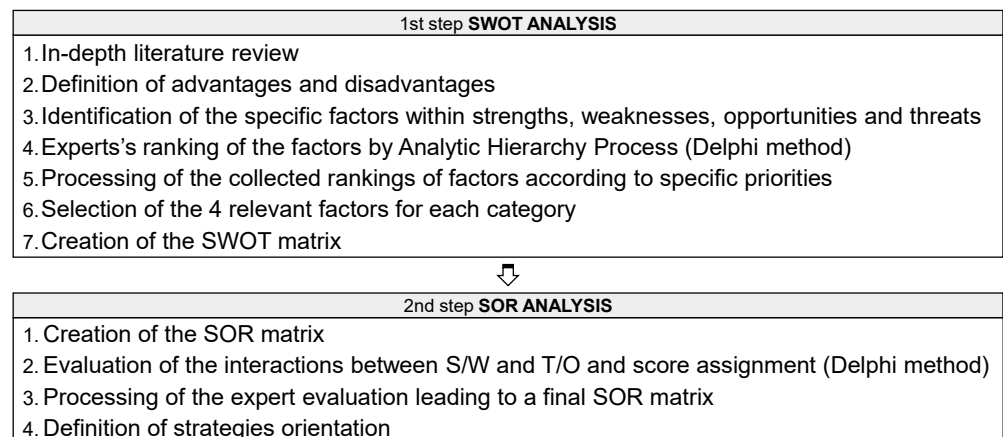 1st step SWOT ANALYSIS
1. In-depth literature review
2. Definition of advantages and disadvantages
3. Identification of the specific factors within strengths, weaknesses, opportunities and threats
4. Experts's ranking of the factors by Analytic Hierarchy Process (Delphi method)
5. Processing of the collected rankings of factors according to specific priorities
6. Selection of the 4 relevant factors for each category
7. Creation of the SWOT matrix
2nd step SOR ANALYSIS
1. Creation of the SOR matrix
2. Evaluation of the interactions between S/W and T/O and score assignment (Delphi method)
3. Processing of the expert evaluation leading to a final SOR matrix
4. Definition of strategies orientation